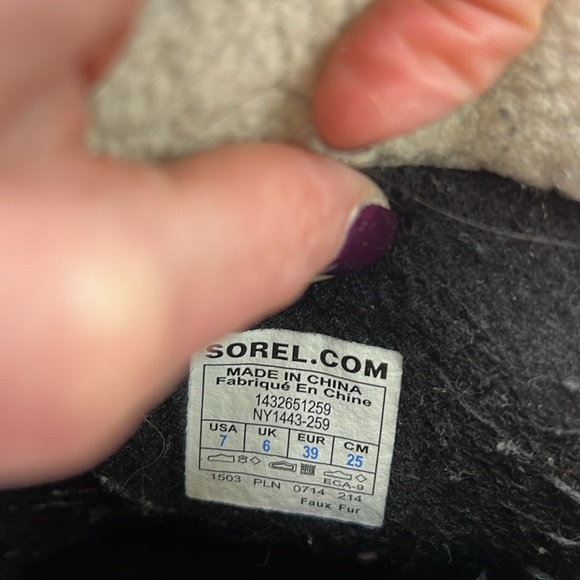 SOREL.COM
MADE IN CHINA
Fabriqué En Chine
1432651259
NY1443-259
USA UK EUR CM
7 6 39 25
ECA-9
1503 PLN 0714 214
Faux Fur